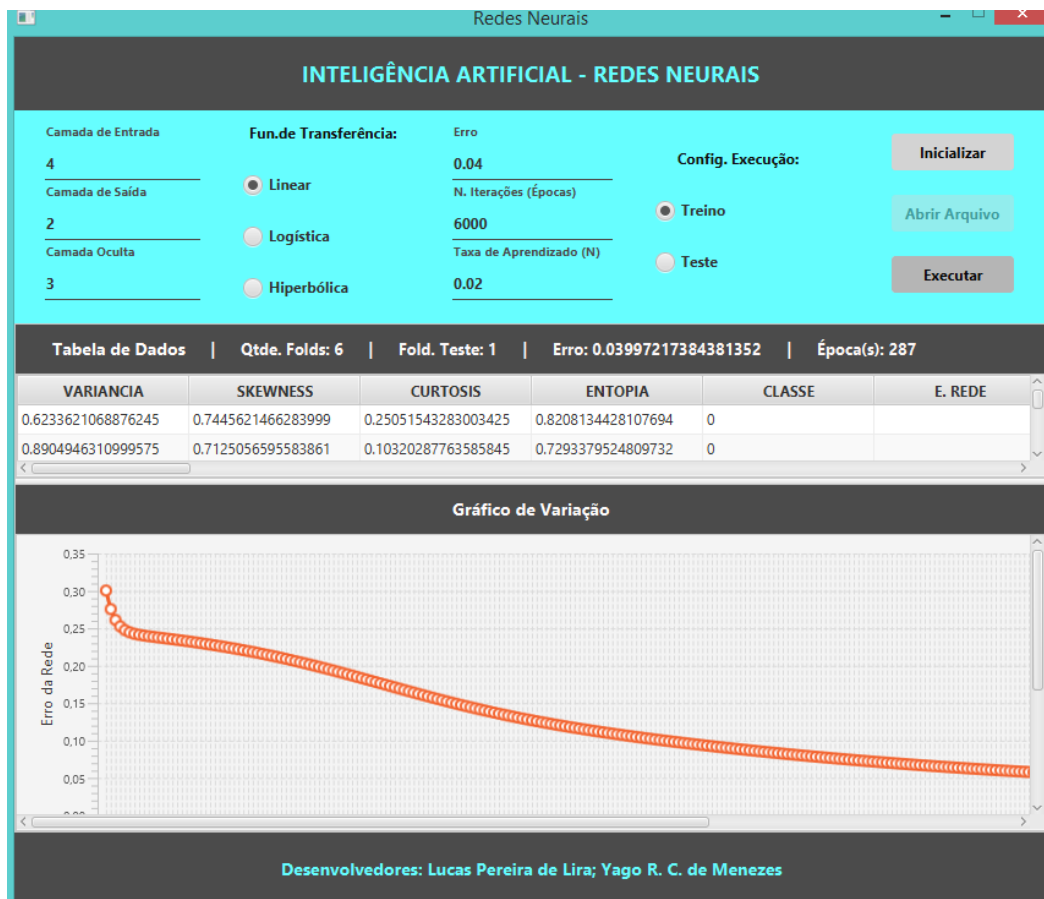 Redes Neurais
INTELIGÊNCIA ARTIFICIAL - REDES NEURAIS
Camada de Entrada
4
Camada de Saída
2
Camada Oculta
3
Fun.de Transferência:
Linear
Logística
Hiperbólica
Erro
0.04
N. Iterações (Épocas)
6000
Taxa de Aprendizado (N)
0.02
Config. Execução:
Treino
Teste
Inicializar
Abrir Arquivo
Executar
Tabela de Dados | Qtde. Folds: 6 | Fold. Teste: 1 | Erro: 0.03997217384381352 | Época(s): 287
VARIANCIA SKEWNESS CURTOSIS ENTOPIA CLASSE E. REDE
0.6233621068876245 0.7445621466283999 0.25051543283003425 0.8208134428107694 0
0.8904946310999575 0.7125056595583861 0.10320287763585845 0.7293379524809732 0
Gráfico de Variação
Erro da Rede
0,35
0,30
0,25
0,20
0,15
0,10
0,05
Desenvolvedores: Lucas Pereira de Lira; Yago R. C. de Menezes